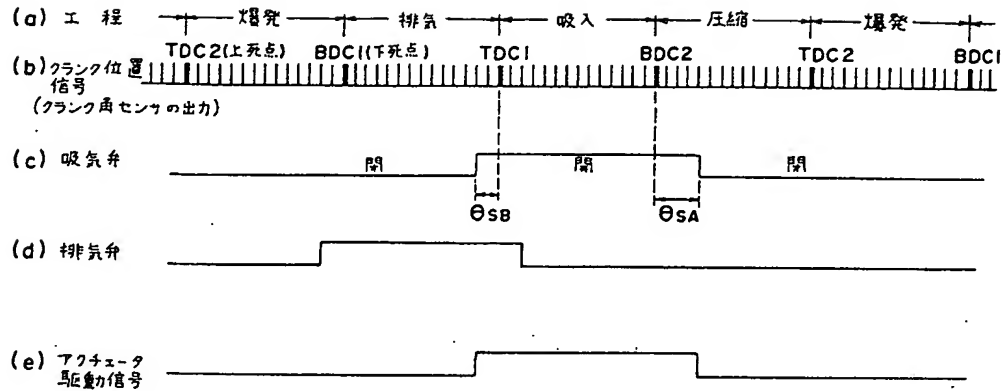 (a) 工程 爆発 排気 吸入 圧縮 爆発
TDC2(上死点) BDC1(下死点) TDC1 BDC2 TDC2 BDC1
(b) クランク位置
信号
(クランク角センサの出力)
(c) 吸気弁 閉 開 閉
θSB θSA
(d) 排気弁
(e) アクチェータ
駆動信号